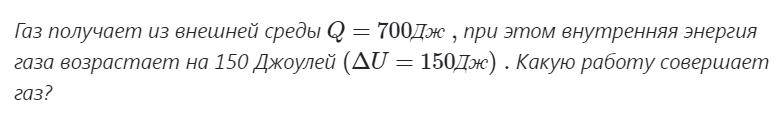 Газ получает из внешней среды Q = 700Дж , при этом внутренняя энергия
газа возрастает на 150 Джоулей (ΔU = 150Дж) . Какую работу совершает
газ?